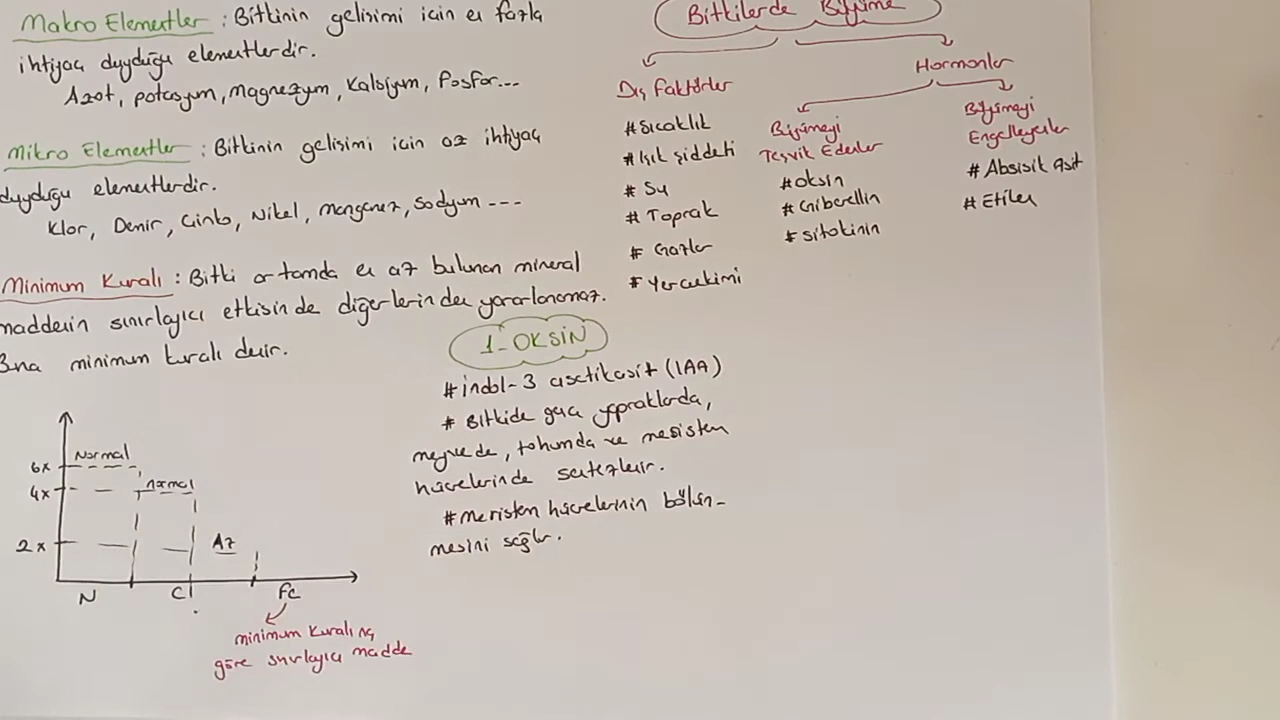 Makro Elementler : Bitkinin gelişimi için en fazla
ihtiyaç duyduğu elementlerdir.
Azot, potasyum, magnezyum, Kalsiyum, Fosfor...
Mikro Elementler : Bitkinin gelişimi için az ihtiyaç
duyduğu elementlerdir.
Klor, Demir, Çinko, Nikel, mangenez, Sodyum ---
Minimum Kuralı : Bitki ortamda en az bulunan mineral
maddenin sınırlayıcı etkisinde diğerlerinden yararlanamaz.
Buna minimum kuralı denir.
6x
Normal
4x
normal
2x
Az
N
Cl
Fe
minimum Kuralına
göre sınırlayıcı madde
Bitkilerde Büyüme
Dış Faktörler
#Sıcaklık
#Işık şiddeti
# Su
# Toprak
# Gazlar
# Yerçekimi
Hormonlar
Büyümeyi
Teşvik Edenler
#Oksin
#Giberellin
# Sitokinin
Büyümeyi
Engelleyenler
# Absisik Asit
# Etilen
1-OKSİN
#indol-3 asetikasit (IAA)
# Bitkide genç yapraklarda,
meyvede, tohumda ve meristem
hücrelerinde sentezlenir.
#Meristem hücrelerinin bölün-
mesini sağlar.